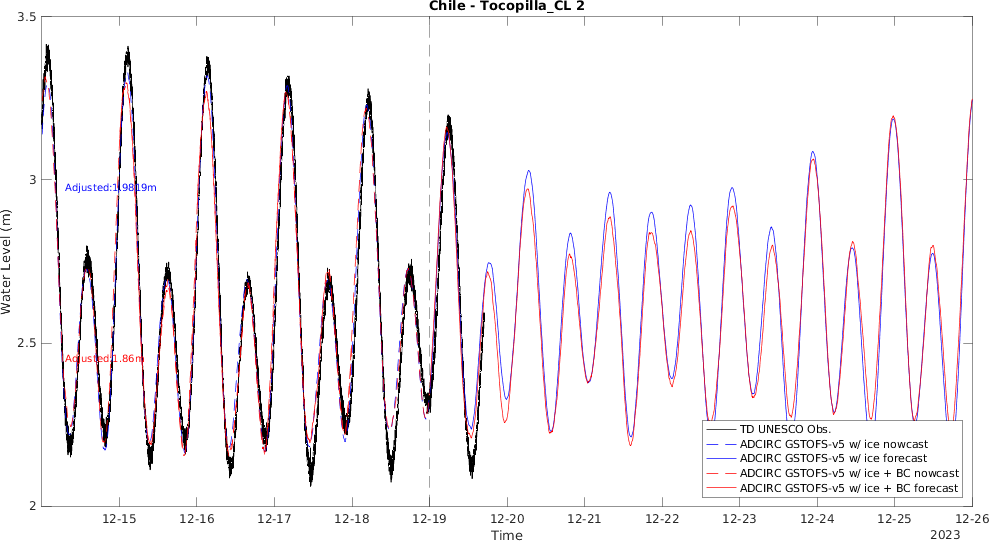 Chile - Tocopilla_CL 2
3.5
3
2.5
2
Water Level (m)
Adjusted:1.9819m
Adjusted:1.86m
TD UNESCO Obs.
ADCIRC GSTOFS-v5 w/ ice nowcast
ADCIRC GSTOFS-v5 w/ ice forecast
ADCIRC GSTOFS-v5 w/ ice + BC nowcast
ADCIRC GSTOFS-v5 w/ ice + BC forecast
12-15 12-16 12-17 12-18 12-19 12-20 12-21 12-22 12-23 12-24 12-25 12-26
Time
2023